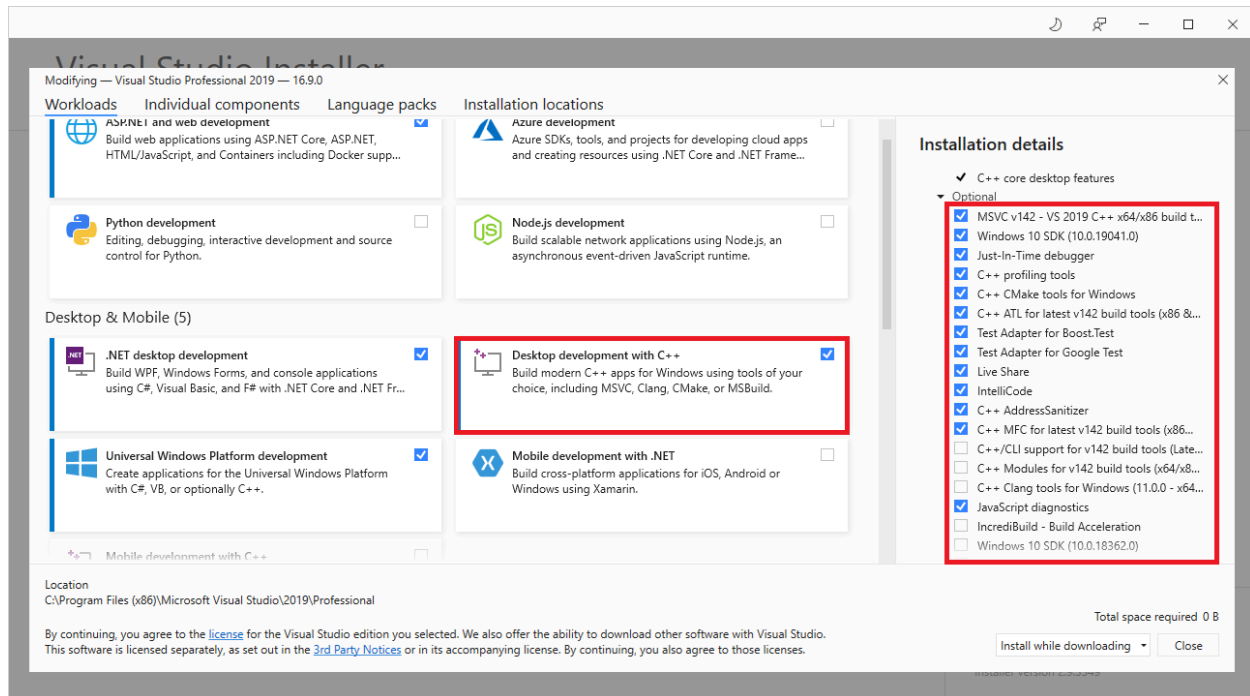 Visual Studio Installer
Modifying — Visual Studio Professional 2019 — 16.9.0
Workloads
Individual components
Language packs
Installation locations
ASP.NET and web development
Build web applications using ASP.NET Core, ASP.NET,
HTML/JavaScript, and Containers including Docker supp...
Azure development
Azure SDKs, tools, and projects for developing cloud apps
and creating resources using .NET Core and .NET Frame...
Python development
Editing, debugging, interactive development and source
control for Python.
Node.js development
Build scalable network applications using Node.js, an
asynchronous event-driven JavaScript runtime.
Desktop & Mobile (5)
.NET
.NET desktop development
Build WPF, Windows Forms, and console applications
using C#, Visual Basic, and F# with .NET Core and .NET Fr...
Desktop development with C++
Build modern C++ apps for Windows using tools of your
choice, including MSVC, Clang, CMake, or MSBuild.
Universal Windows Platform development
Create applications for the Universal Windows Platform
with C#, VB, or optionally C++.
Mobile development with .NET
Build cross-platform applications for iOS, Android or
Windows using Xamarin.
Mobile development with C++
Installation details
C++ core desktop features
Optional
MSVC v142 - VS 2019 C++ x64/x86 build t...
Windows 10 SDK (10.0.19041.0)
Just-In-Time debugger
C++ profiling tools
C++ CMake tools for Windows
C++ ATL for latest v142 build tools (x86 &...
Test Adapter for Boost.Test
Test Adapter for Google Test
Live Share
IntelliCode
C++ AddressSanitizer
C++ MFC for latest v142 build tools (x86...
C++/CLI support for v142 build tools (Late...
C++ Modules for v142 build tools (x64/x8...
C++ Clang tools for Windows (11.0.0 - x64...
JavaScript diagnostics
IncrediBuild - Build Acceleration
Windows 10 SDK (10.0.18362.0)
Location
C:\Program Files (x86)\Microsoft Visual Studio\2019\Professional
By continuing, you agree to the license for the Visual Studio edition you selected. We also offer the ability to download other software with Visual Studio.
This software is licensed separately, as set out in the 3rd Party Notices or in its accompanying license. By continuing, you also agree to those licenses.
Total space required 0 B
Install while downloading
Close
Installer version 2.9.3349